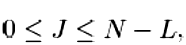 0 ≤ J ≤ N − L,